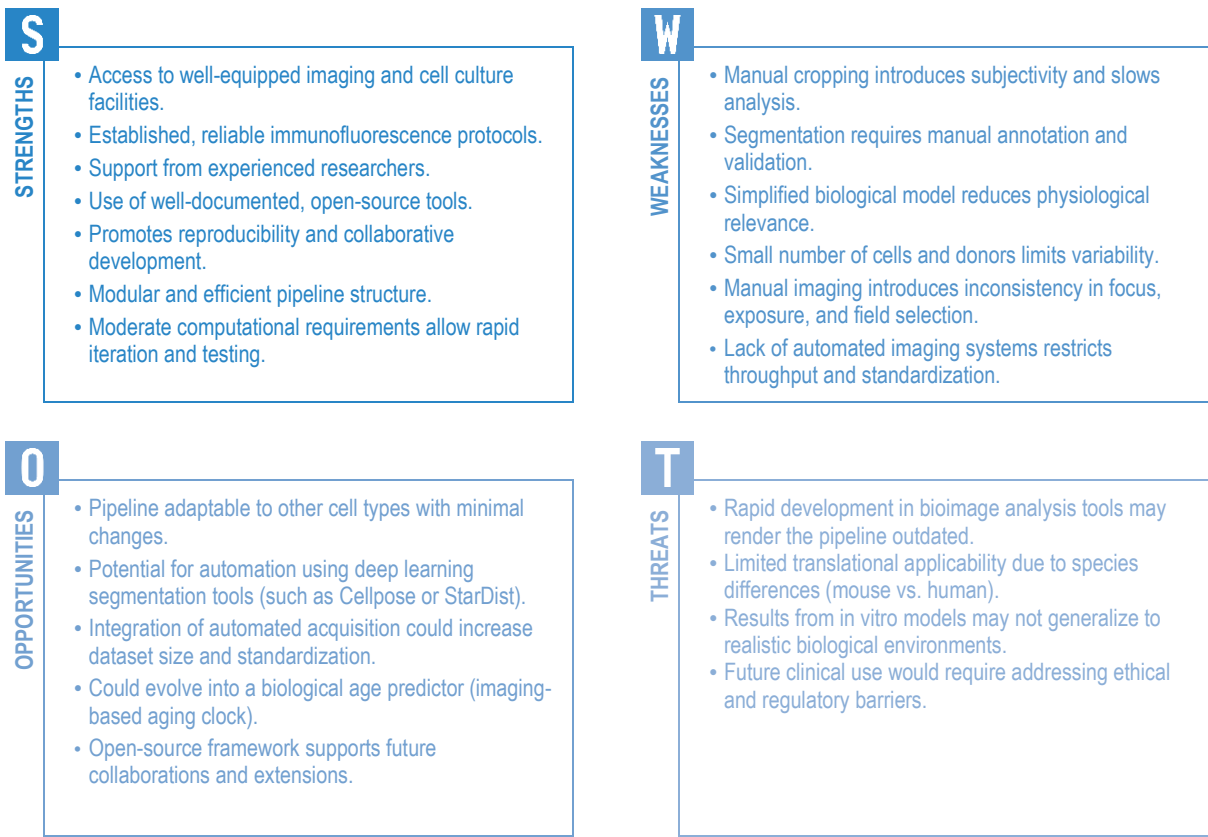 S
STRENGTHS
• Access to well-equipped imaging and cell culture
facilities.
• Established, reliable immunofluorescence protocols.
• Support from experienced researchers.
• Use of well-documented, open-source tools.
• Promotes reproducibility and collaborative
development.
• Modular and efficient pipeline structure.
• Moderate computational requirements allow rapid
iteration and testing.
W
WEAKNESSES
• Manual cropping introduces subjectivity and slows
analysis.
• Segmentation requires manual annotation and
validation.
• Simplified biological model reduces physiological
relevance.
• Small number of cells and donors limits variability.
• Manual imaging introduces inconsistency in focus,
exposure, and field selection.
• Lack of automated imaging systems restricts
throughput and standardization.
O
OPPORTUNITIES
• Pipeline adaptable to other cell types with minimal
changes.
• Potential for automation using deep learning
segmentation tools (such as Cellpose or StarDist).
• Integration of automated acquisition could increase
dataset size and standardization.
• Could evolve into a biological age predictor (imaging-
based aging clock).
• Open-source framework supports future
collaborations and extensions.
T
THREATS
• Rapid development in bioimage analysis tools may
render the pipeline outdated.
• Limited translational applicability due to species
differences (mouse vs. human).
• Results from in vitro models may not generalize to
realistic biological environments.
• Future clinical use would require addressing ethical
and regulatory barriers.